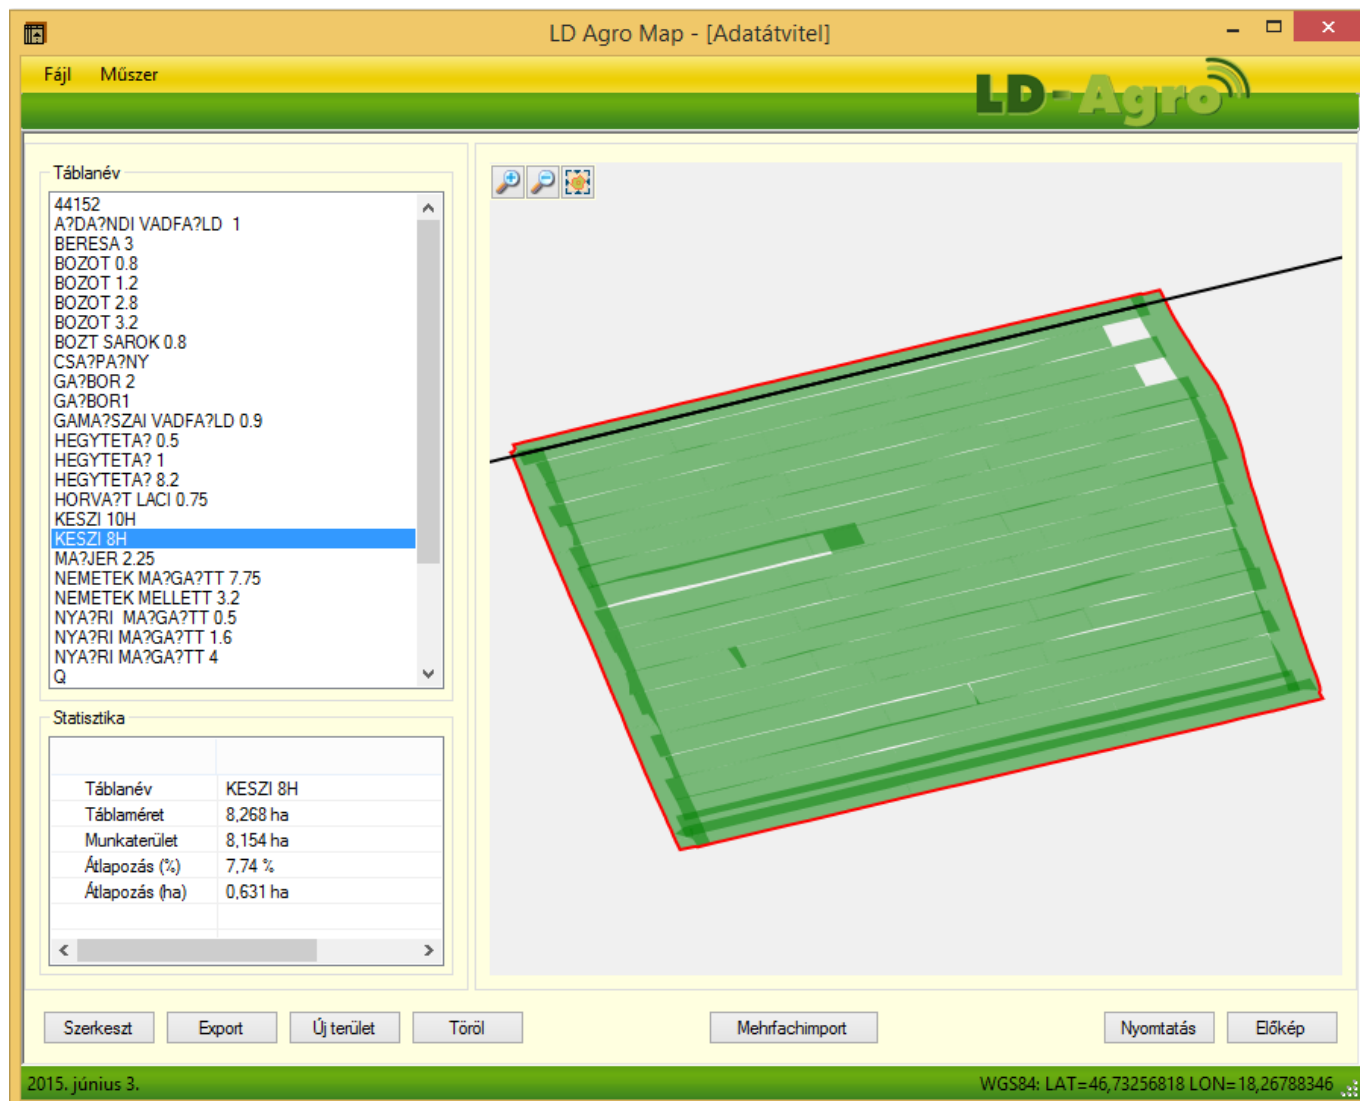 LD Agro Map - [Adatátvitel]
Fájl Műszer
LD-Agro
Táblanév
44152
A?DA?NDI VADFA?LD  1
BERESA 3
BOZOT 0.8
BOZOT 1.2
BOZOT 2.8
BOZOT 3.2
BOZT SAROK 0.8
CSA?PA?NY
GA?BOR 2
GA?BOR1
GAMA?SZAI VADFA?LD 0.9
HEGYTETA? 0.5
HEGYTETA? 1
HEGYTETA? 8.2
HORVA?T LACI 0.75
KESZI 10H
KESZI 8H
MA?JER 2.25
NEMETEK MA?GA?TT 7.75
NEMETEK MELLETT 3.2
NYA?RI  MA?GA?TT 0.5
NYA?RI MA?GA?TT 1.6
NYA?RI MA?GA?TT 4
Q
Statisztika
Táblanév KESZI 8H
Táblaméret 8,268 ha
Munkaterület 8,154 ha
Átlapozás (%) 7,74 %
Átlapozás (ha) 0,631 ha
Szerkeszt Export Új terület Töröl Mehrfachimport Nyomtatás Előkép
2015. június 3. WGS84: LAT=46,73256818 LON=18,26788346